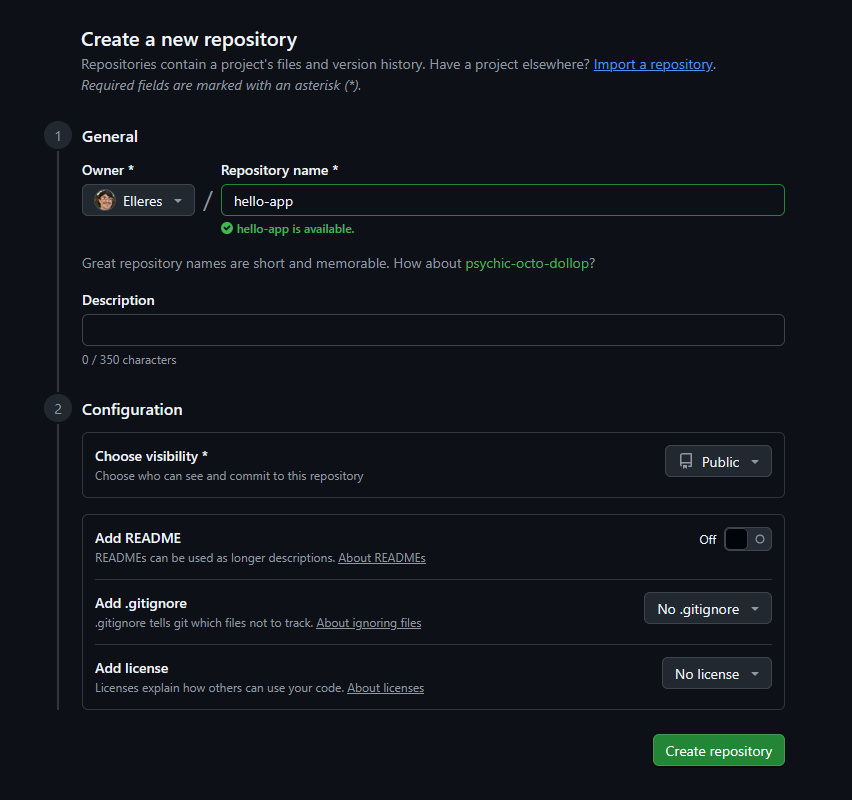 Create a new repository
Repositories contain a project's files and version history. Have a project elsewhere? Import a repository.
Required fields are marked with an asterisk (*).
1 General
Owner * Repository name *
Elleres / hello-app
hello-app is available.
Great repository names are short and memorable. How about psychic-octo-dollop?
Description
0 / 350 characters
2 Configuration
Choose visibility *
Choose who can see and commit to this repository
Public
Add README
READMEs can be used as longer descriptions. About READMEs
Off
Add .gitignore
.gitignore tells git which files not to track. About ignoring files
No .gitignore
Add license
Licenses explain how others can use your code. About licenses
No license
Create repository